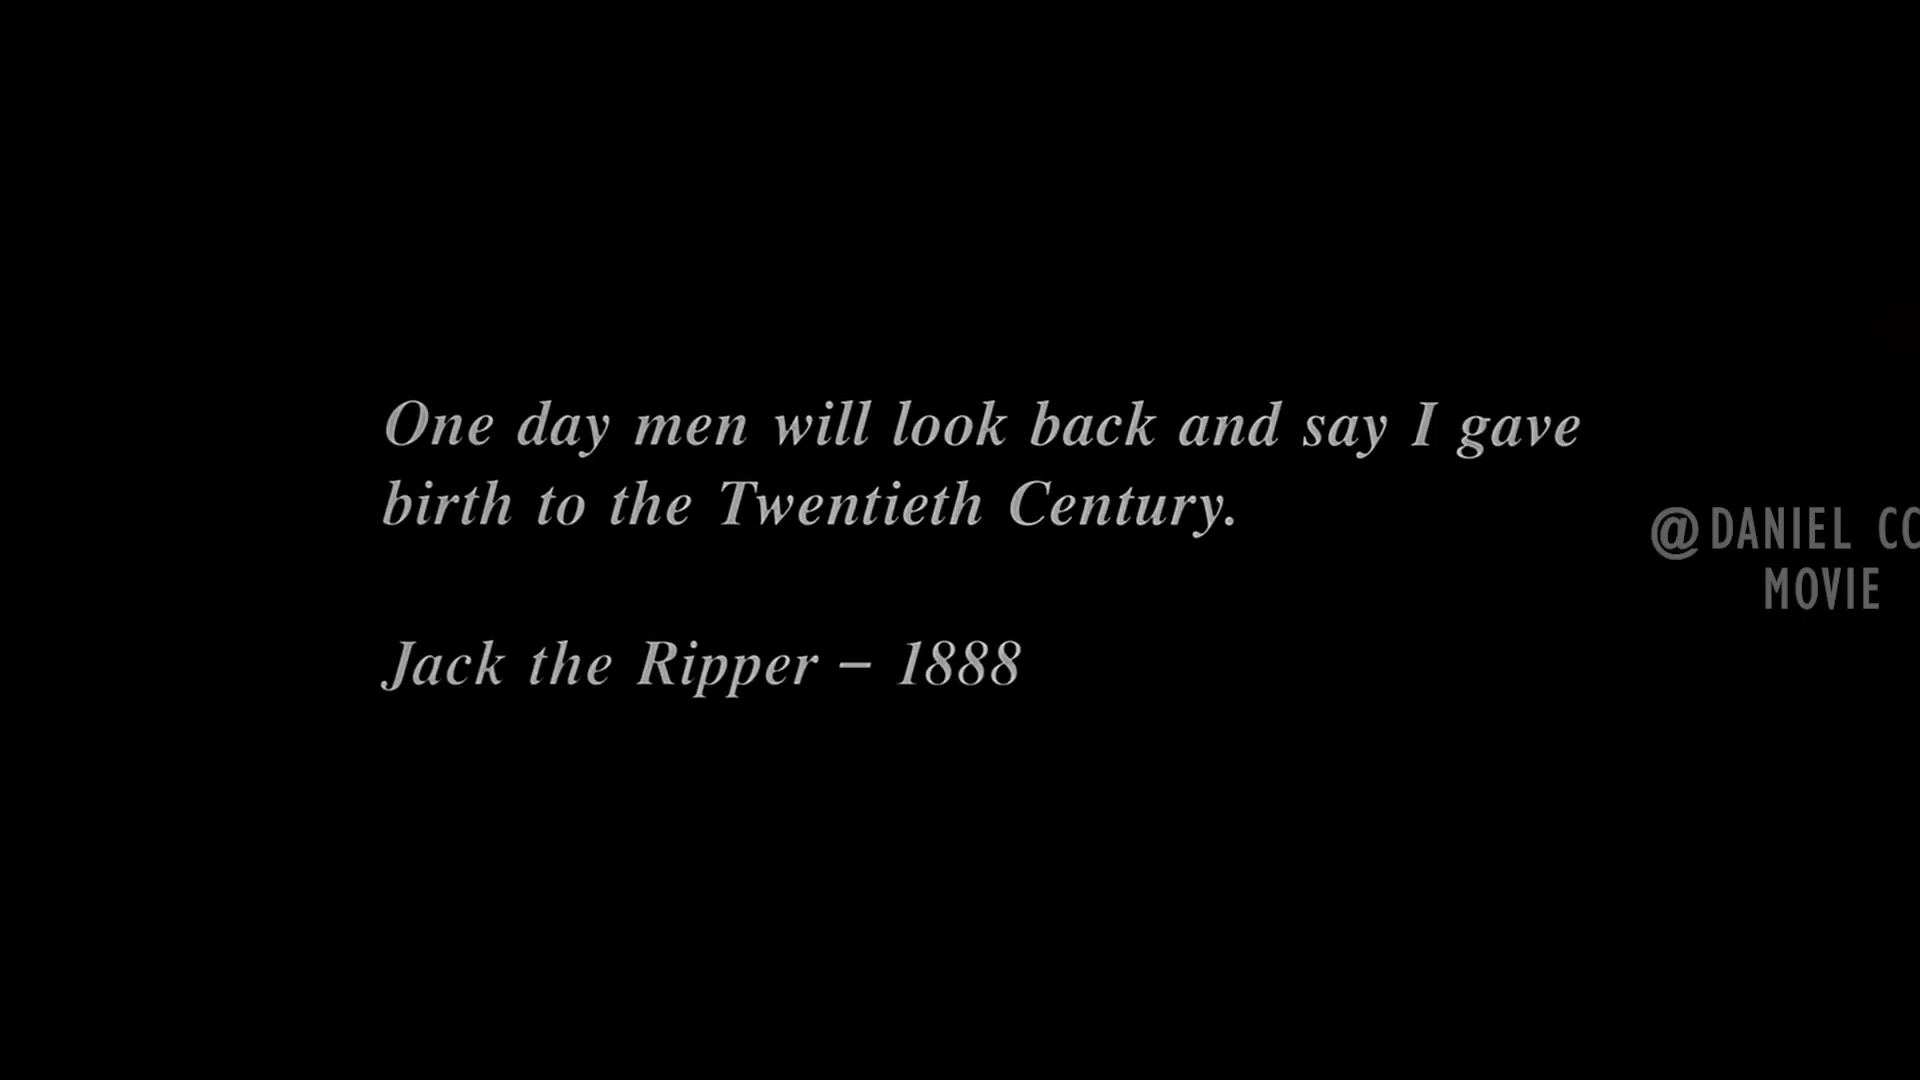 One day men will look back and say I gave
birth to the Twentieth Century.
Jack the Ripper – 1888
@DANIEL
MOVIE